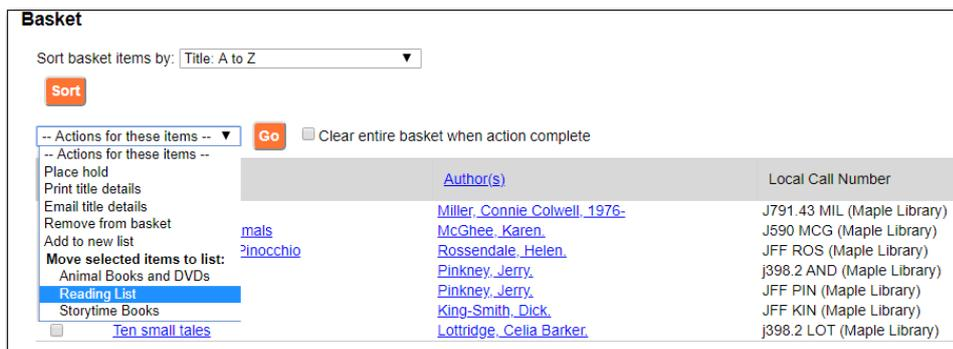 Basket
Sort basket items by: Title: A to Z
Sort
-- Actions for these items -- Go Clear entire basket when action complete
-- Actions for these items --
Place hold
Print title details
Email title details
Remove from basket
Add to new list
Move selected items to list:
Animal Books and DVDs
Reading List
Storytime Books
Author(s) Local Call Number
Miller, Connie Colwell, 1976- J791.43 MIL (Maple Library)
mals McGhee, Karen. J590 MCG (Maple Library)
Pinocchio Rossendale, Helen. JFF ROS (Maple Library)
Pinkney, Jerry. j398.2 AND (Maple Library)
Pinkney, Jerry. JFF PIN (Maple Library)
King-Smith, Dick. JFF KIN (Maple Library)
Ten small tales Lottridge, Celia Barker. j398.2 LOT (Maple Library)